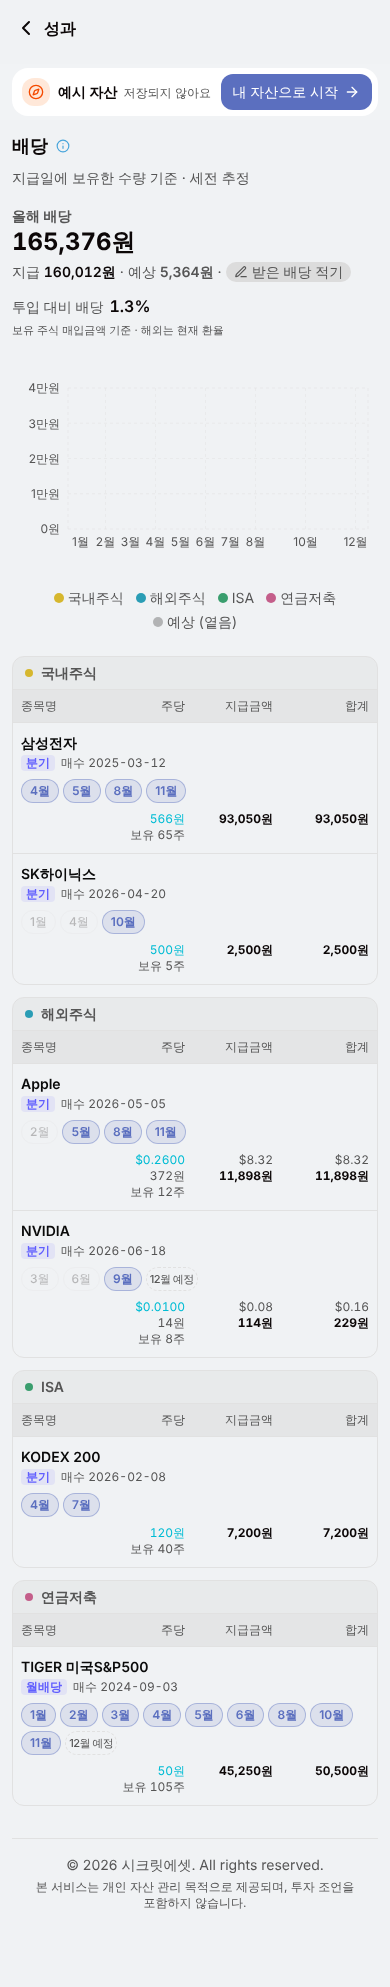 성과
예시 자산 저장되지 않아요 내 자산으로 시작
배당
지급일에 보유한 수량 기준 · 세전 추정
올해 배당
165,376원
지급 160,012원 · 예상 5,364원 · 받은 배당 적기
투입 대비 배당 1.3%
보유 주식 매입금액 기준 · 해외는 현재 환율
4만원
3만원
2만원
1만원
0원
1월 2월 3월 4월 5월 6월 7월 8월 10월 12월
국내주식 해외주식 ISA 연금저축
예상 (옅음)
국내주식
종목명 주당 지급금액 합계
삼성전자
분기 매수 2025-03-12
4월 5월 8월 11월
566원 93,050원 93,050원
보유 65주
SK하이닉스
분기 매수 2026-04-20
1월 4월 10월
500원 2,500원 2,500원
보유 5주
해외주식
종목명 주당 지급금액 합계
Apple
분기 매수 2026-05-05
2월 5월 8월 11월
$0.2600 $8.32 $8.32
372원 11,898원 11,898원
보유 12주
NVIDIA
분기 매수 2026-06-18
3월 6월 9월 12월 예정
$0.0100 $0.08 $0.16
14원 114원 229원
보유 8주
ISA
종목명 주당 지급금액 합계
KODEX 200
분기 매수 2026-02-08
4월 7월
120원 7,200원 7,200원
보유 40주
연금저축
종목명 주당 지급금액 합계
TIGER 미국S&P500
월배당 매수 2024-09-03
1월 2월 3월 4월 5월 6월 8월 10월
11월 12월 예정
50원 45,250원 50,500원
보유 105주
© 2026 시크릿에셋. All rights reserved.
본 서비스는 개인 자산 관리 목적으로 제공되며, 투자 조언을
포함하지 않습니다.